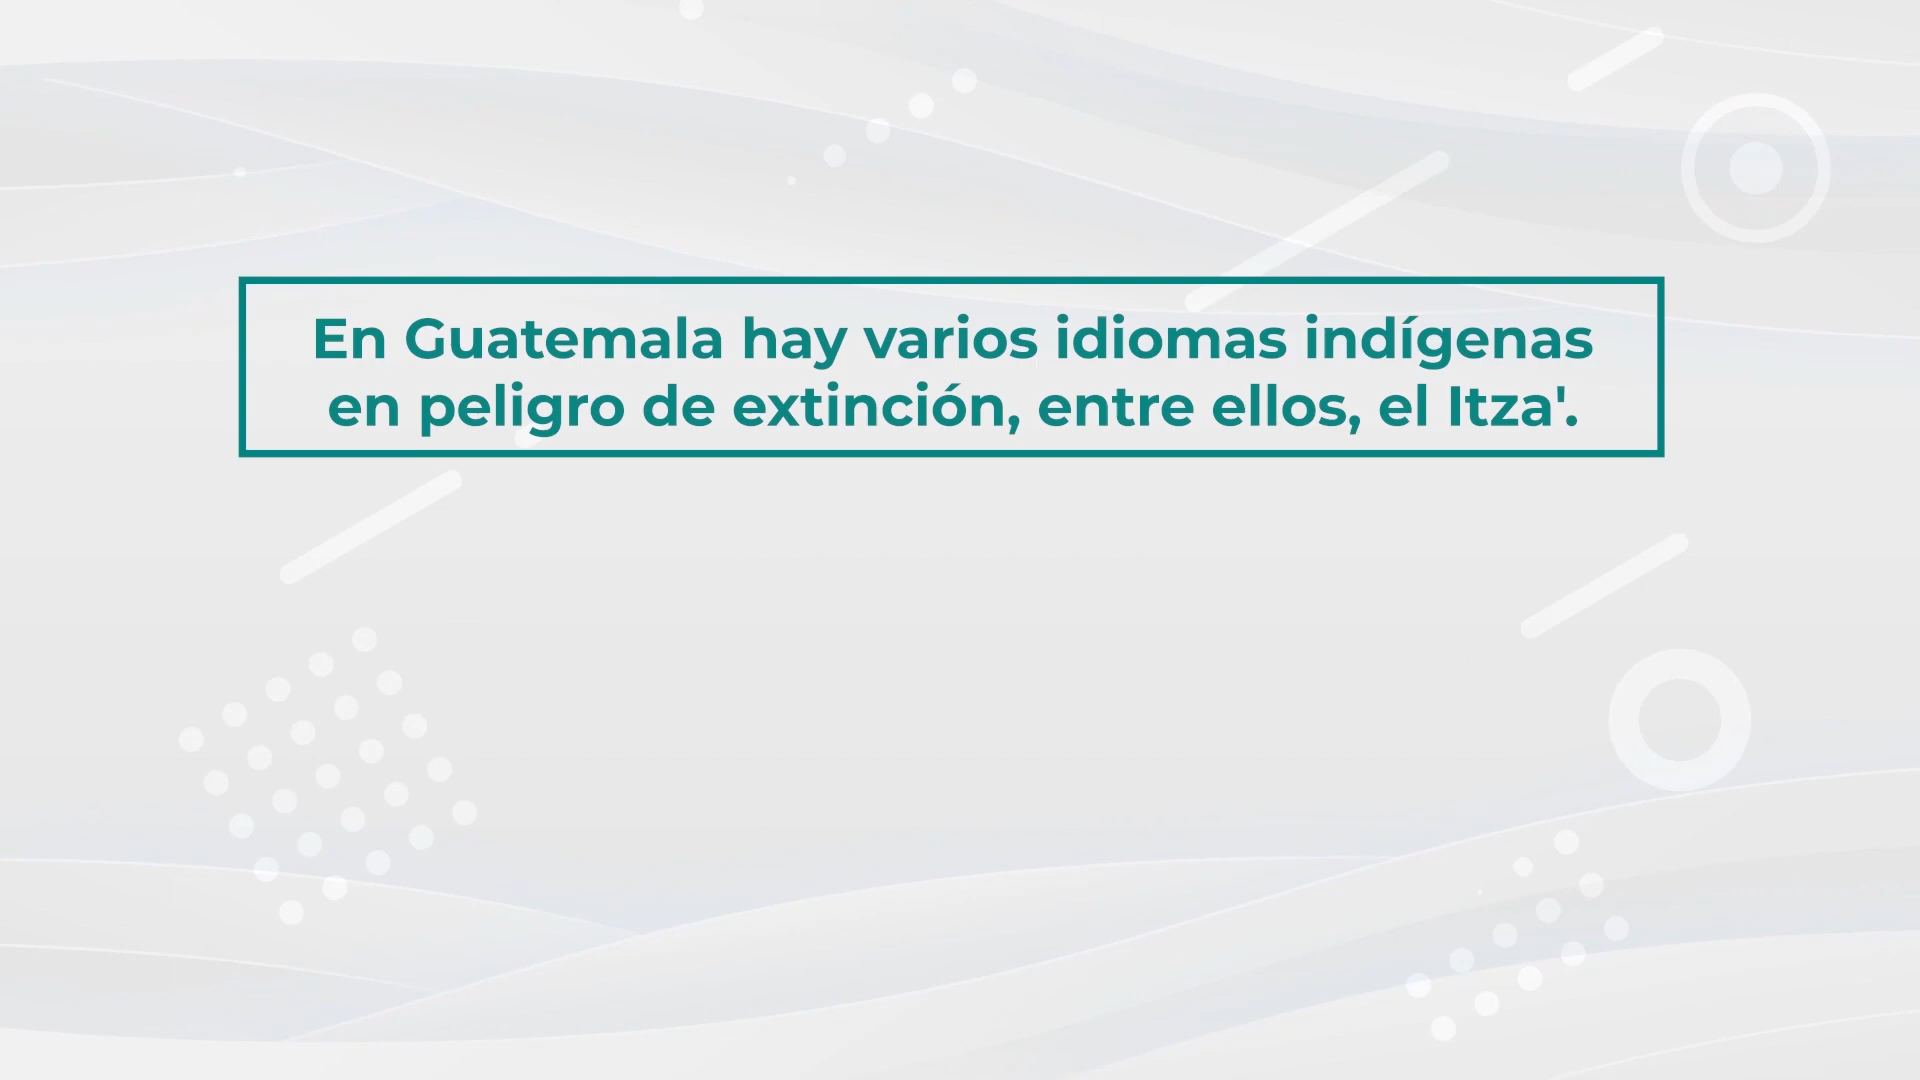 En Guatemala hay varios idiomas indígenas
en peligro de extinción, entre ellos, el Itza'.